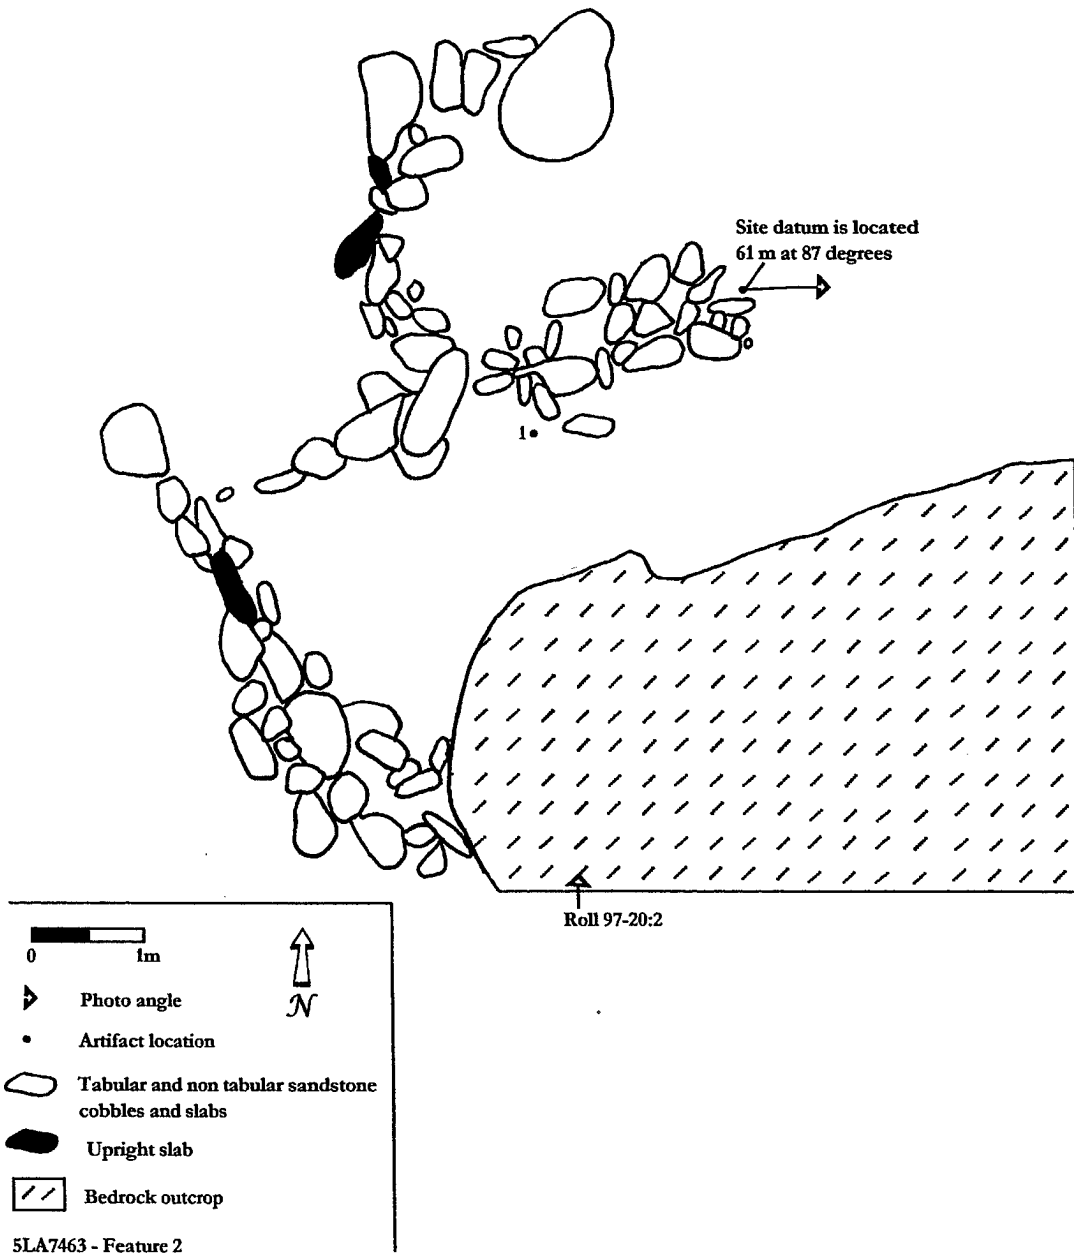 Site datum is located
61 m at 87 degrees
1
Roll 97-20:2
0 1m
N
Photo angle
Artifact location
Tabular and non tabular sandstone
cobbles and slabs
Upright slab
Bedrock outcrop
5LA7463 - Feature 2